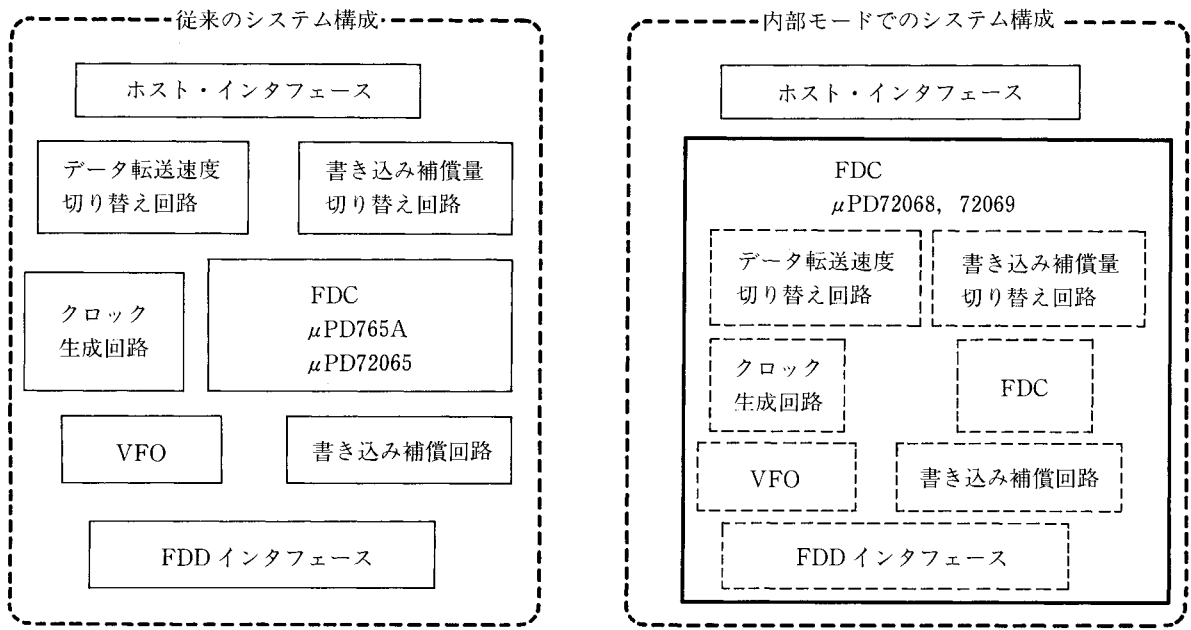 従来のシステム構成
ホスト・インタフェース
データ転送速度
切り替え回路
書き込み補償量
切り替え回路
クロック
生成回路
FDC
μPD765A
μPD72065
VFO
書き込み補償回路
FDD インタフェース
内部モードでのシステム構成
ホスト・インタフェース
FDC
μPD72068, 72069
データ転送速度
切り替え回路
書き込み補償量
切り替え回路
クロック
生成回路
FDC
VFO
書き込み補償回路
FDD インタフェース